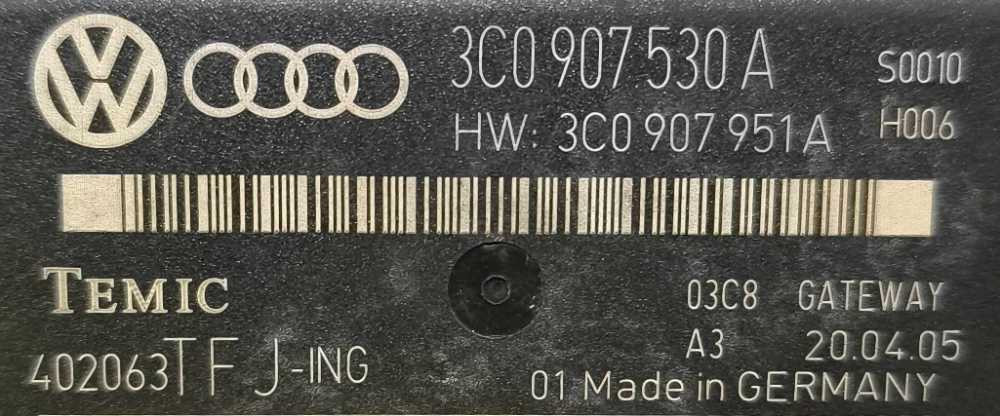 3C0 907 530 A S0010
HW: 3C0 907 951 A H006
TEMIC 03C8 GATEWAY
A3 20.04.05
402063TF J-ING 01 Made in GERMANY